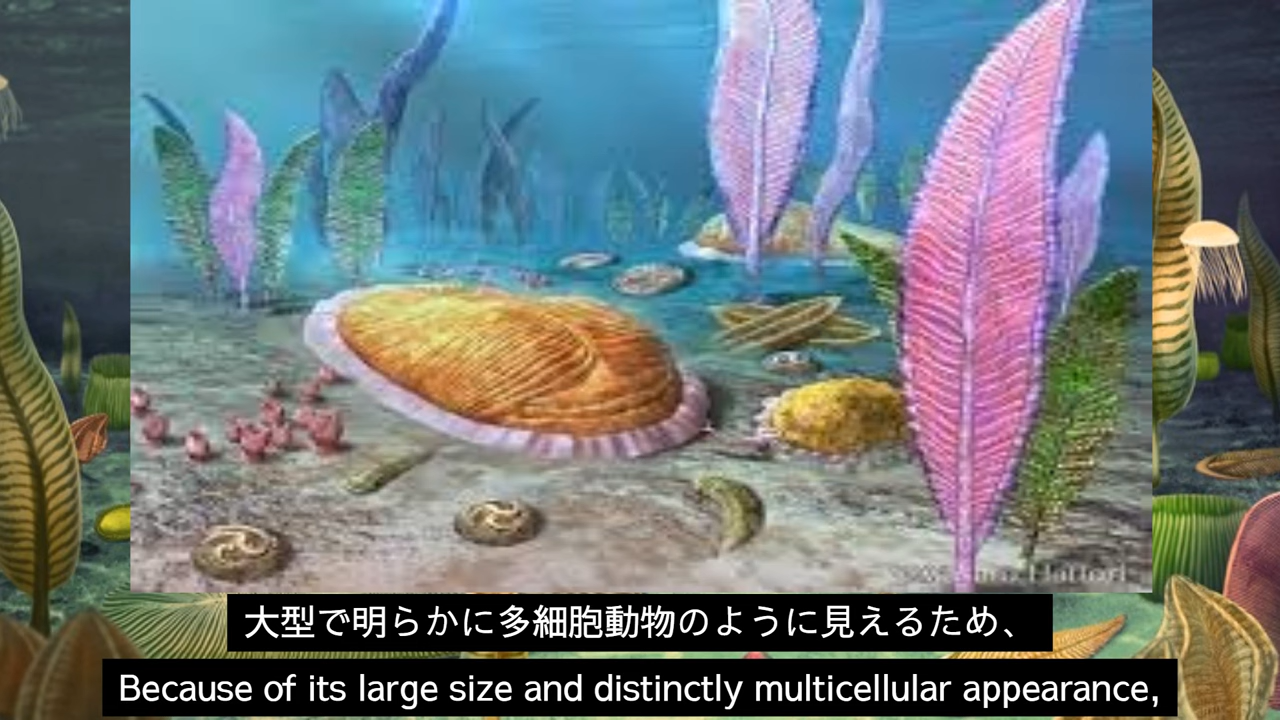 大型で明らかに多細胞動物のように見えるため、
Because of its large size and distinctly multicellular appearance,